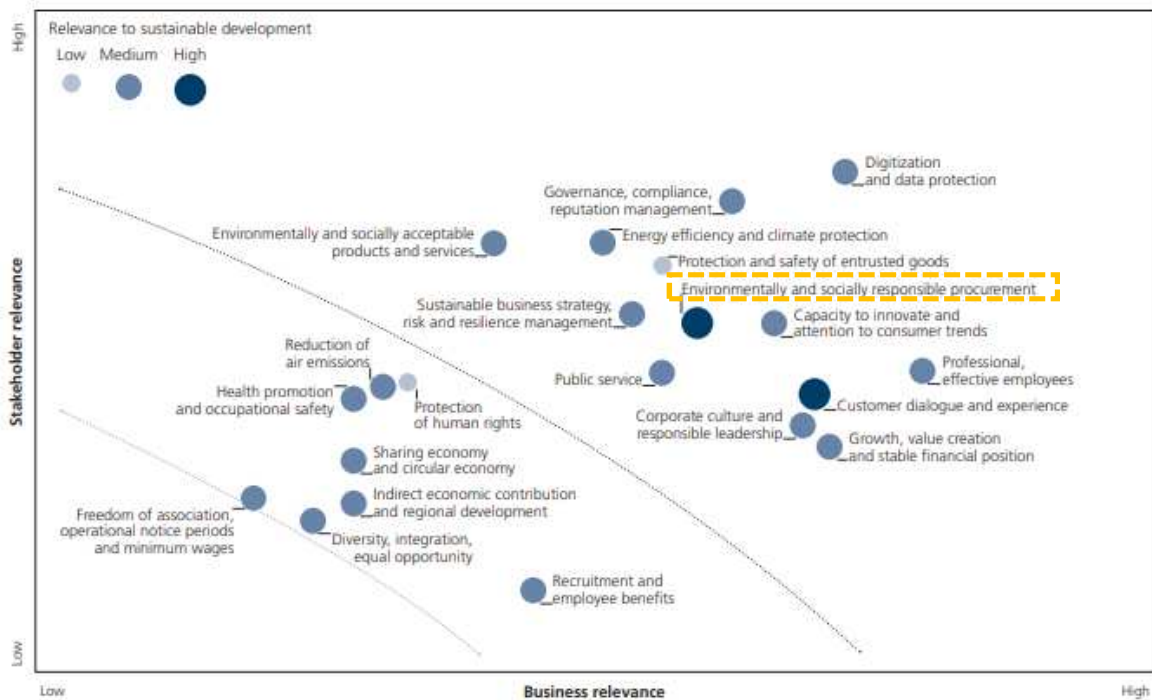 High
Relevance to sustainable development
Low Medium High
Digitization
and data protection
Governance, compliance,
reputation management
Environmentally and socially acceptable
products and services
Energy efficiency and climate protection
Protection and safety of entrusted goods
Environmentally and socially responsible procurement
Sustainable business strategy,
risk and resilience management
Capacity to innovate and
attention to consumer trends
Reduction of
air emissions
Public service
Professional,
effective employees
Health promotion
and occupational safety
Protection
of human rights
Customer dialogue and experience
Corporate culture and
responsible leadership
Growth, value creation
and stable financial position
Sharing economy
and circular economy
Indirect economic contribution
and regional development
Freedom of association,
operational notice periods
and minimum wages
Diversity, integration,
equal opportunity
Recruitment and
employee benefits
Stakeholder relevance
Low
Low
Business relevance
High